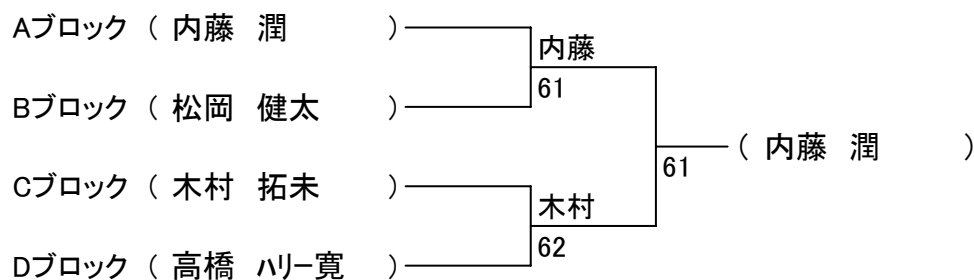 Aブロック ( 内藤 潤 )
内藤
61
Bブロック ( 松岡 健太 )
( 内藤 潤 )
61
Cブロック ( 木村 拓未 )
木村
62
Dブロック ( 高橋 ハリー寛 )